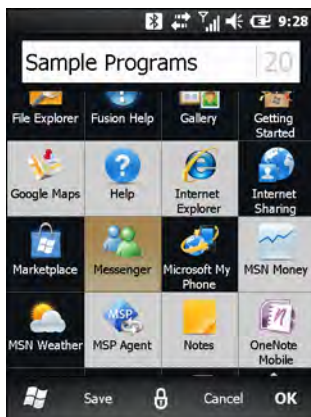 9:28
Sample Programs 20
File Explorer Fusion Help Gallery Getting
Started
Google Maps Help Internet Internet
Explorer Sharing
Marketplace Messenger Microsoft My MSN Money
Phone
MSN Weather MSP Agent Notes OneNote
Mobile
MSP
Save Cancel OK